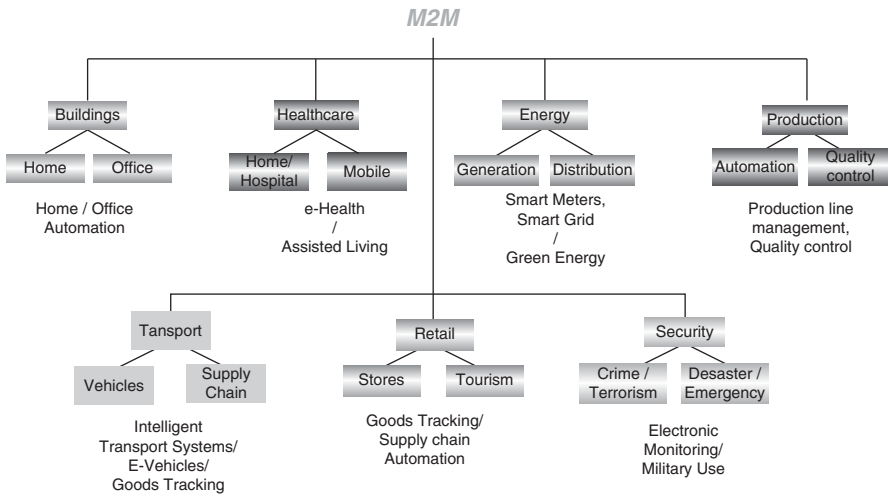 M2M
Buildings
Home
Office
Home / Office
Automation
Healthcare
Home/
Hospital
Mobile
e-Health
/
Assisted Living
Energy
Generation
Distribution
Smart Meters,
Smart Grid
/
Green Energy
Production
Automation
Quality
control
Production line
management,
Quality control
Tansport
Vehicles
Supply
Chain
Intelligent
Transport Systems/
E-Vehicles/
Goods Tracking
Retail
Stores
Tourism
Goods Tracking/
Supply chain
Automation
Security
Crime /
Terrorism
Desaster /
Emergency
Electronic
Monitoring/
Military Use